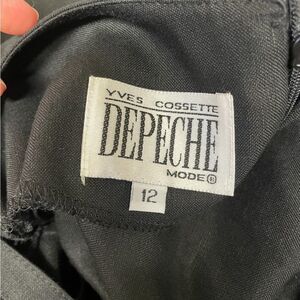 YVES COSSETTE
DEPECHE
MODE®
12